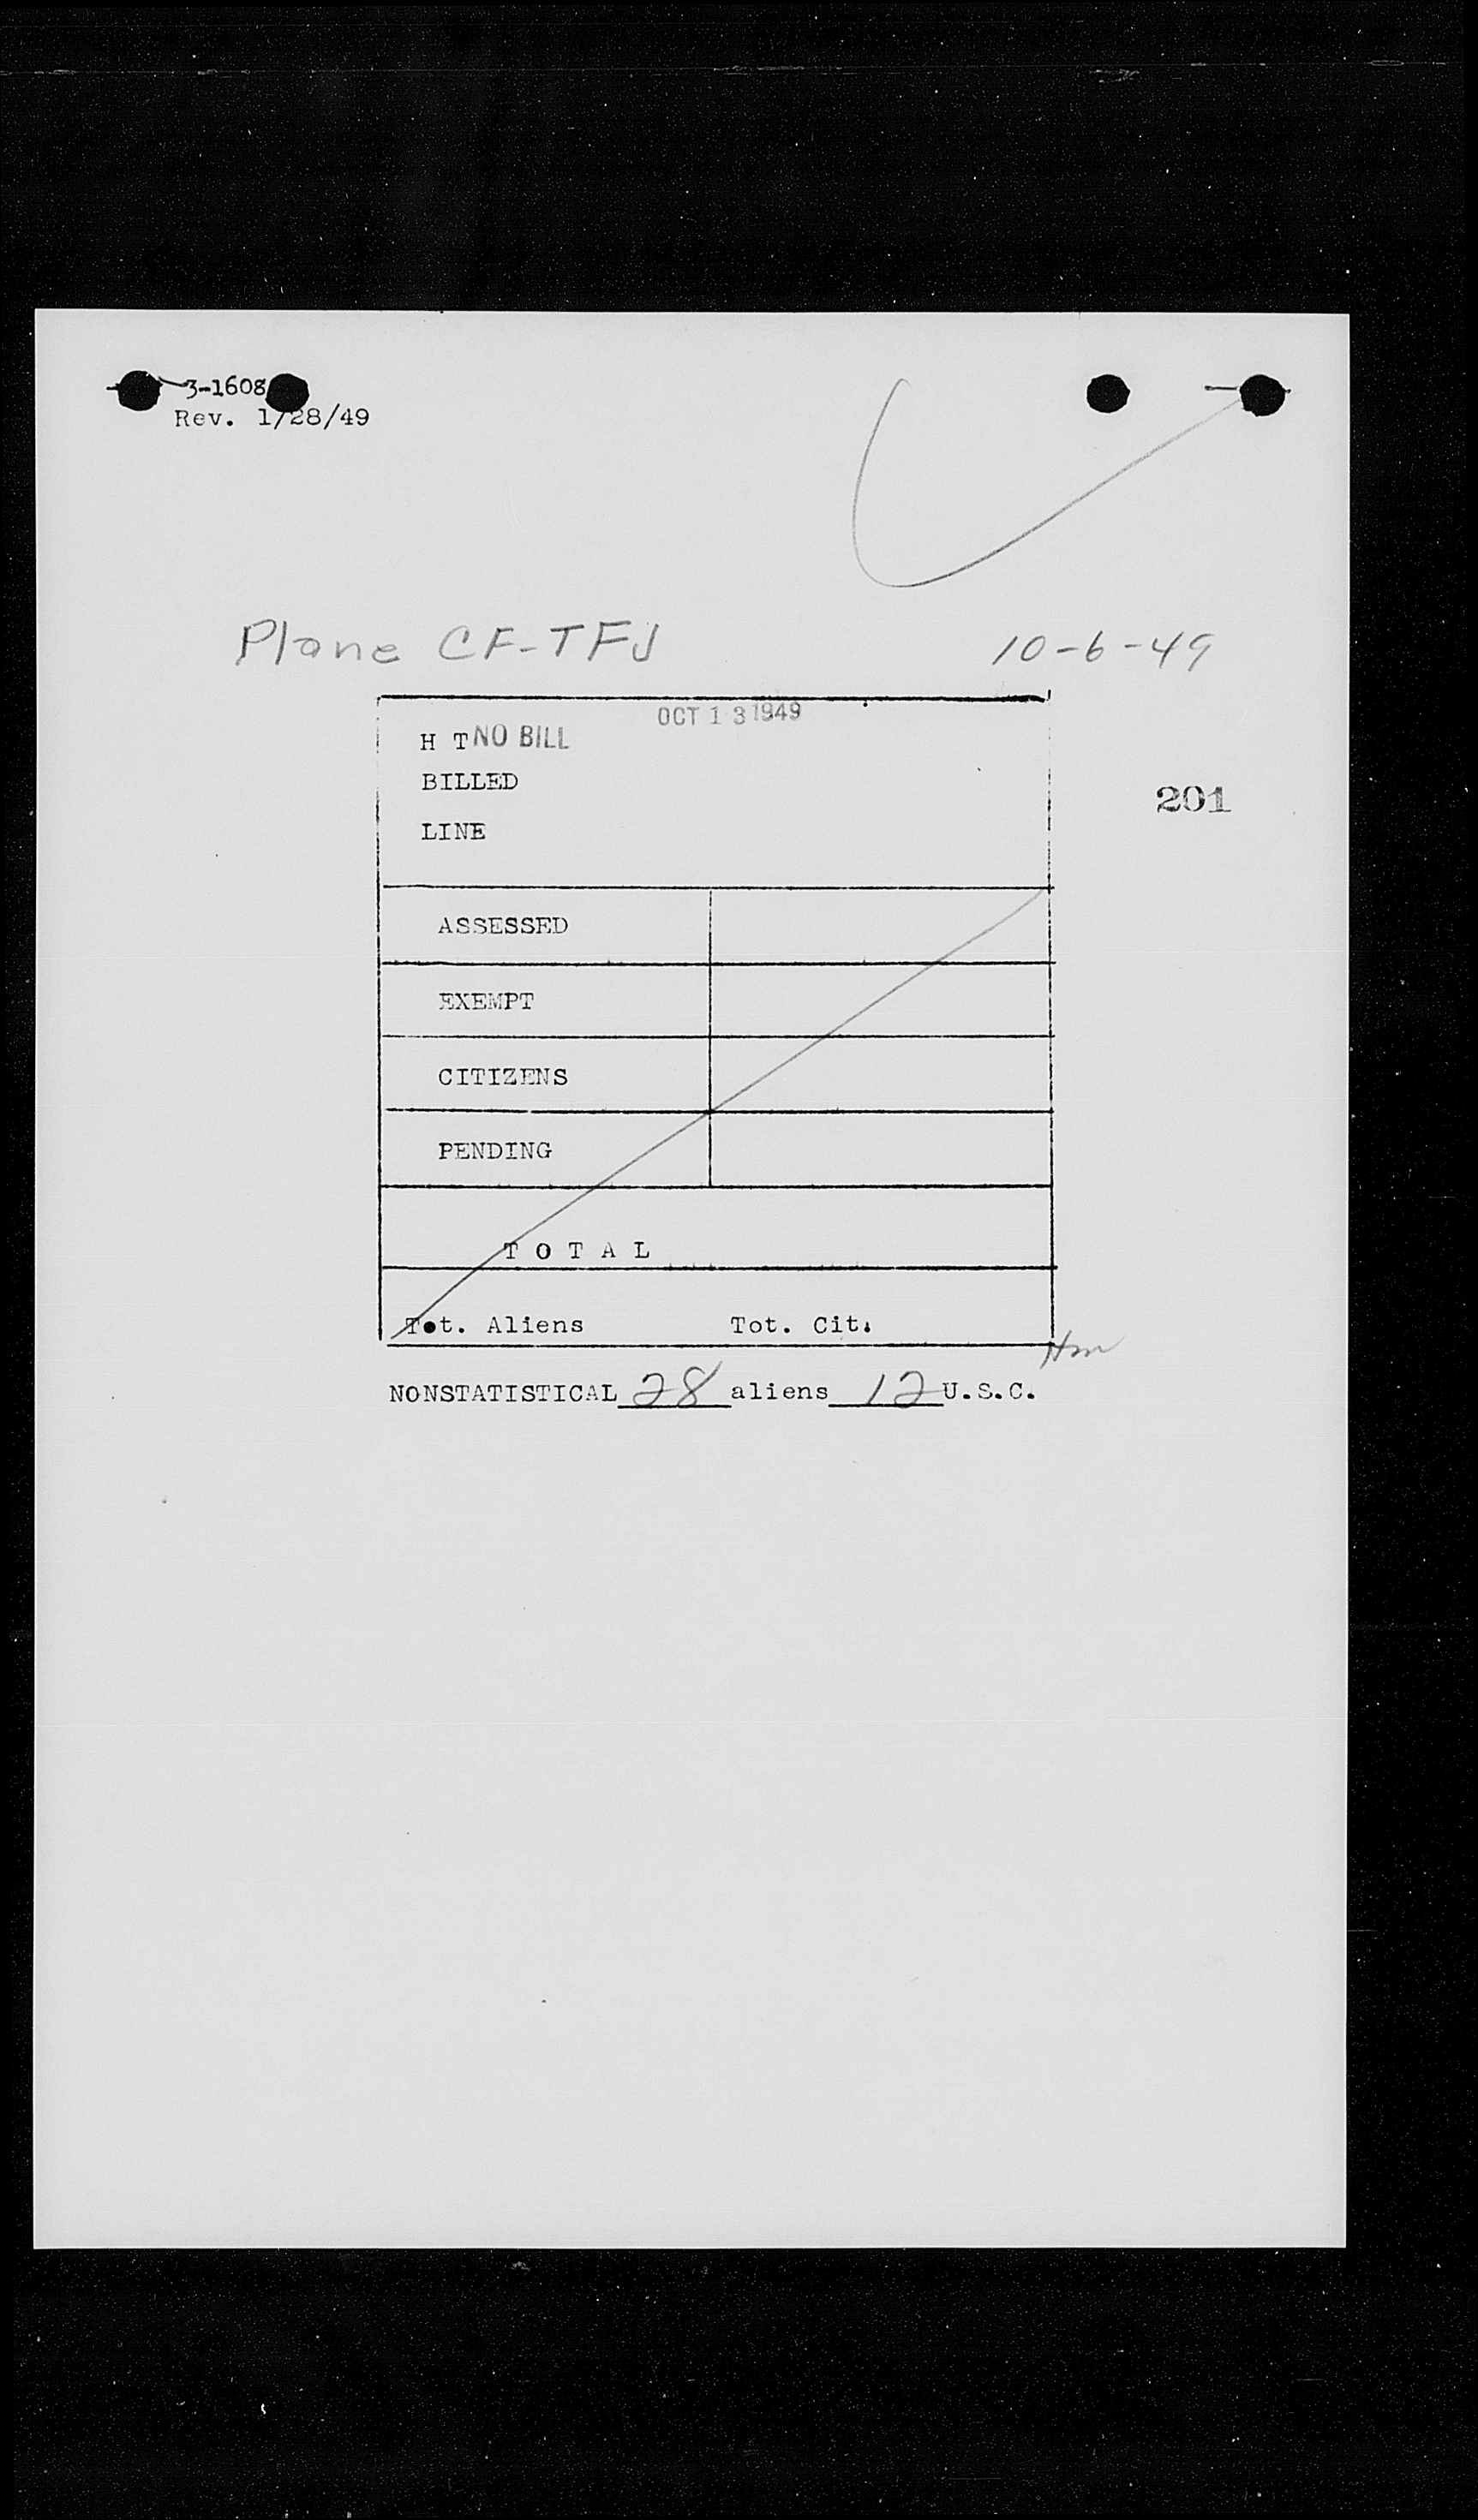 3-1608
Rev. 1/28/49
Plane CF-TFJ 10-6-49
OCT 13 1949
H T NO BILL
BILLED
201
LINE
ASSESSED
EXEMPT
CITIZENS
PENDING
T O T A L
Tot. Aliens Tot. Cit.
Hm
NONSTATISTICAL 28 aliens 12 U.S.C.